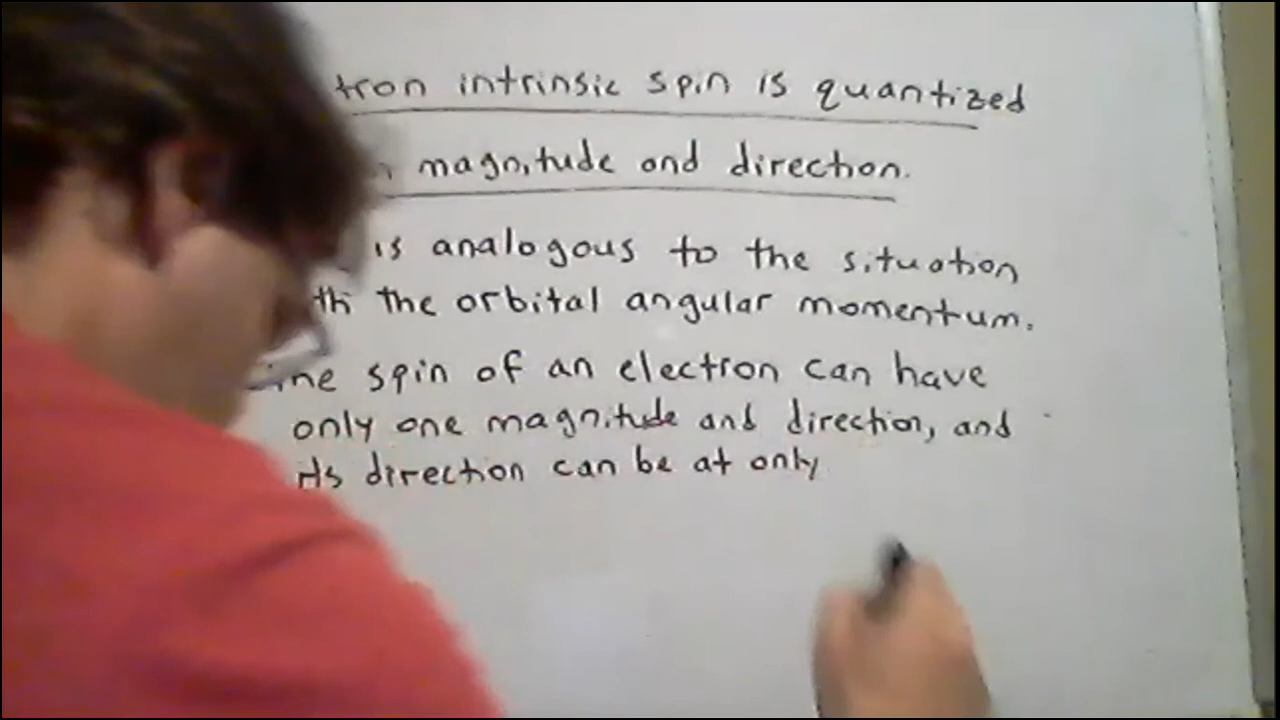 tron intrinsic spin is quantized
magnitude and direction.
is analogous to the situation
th the orbital angular momentum.
spin of an electron can have
only one magnitude and direction, and
its direction can be at only